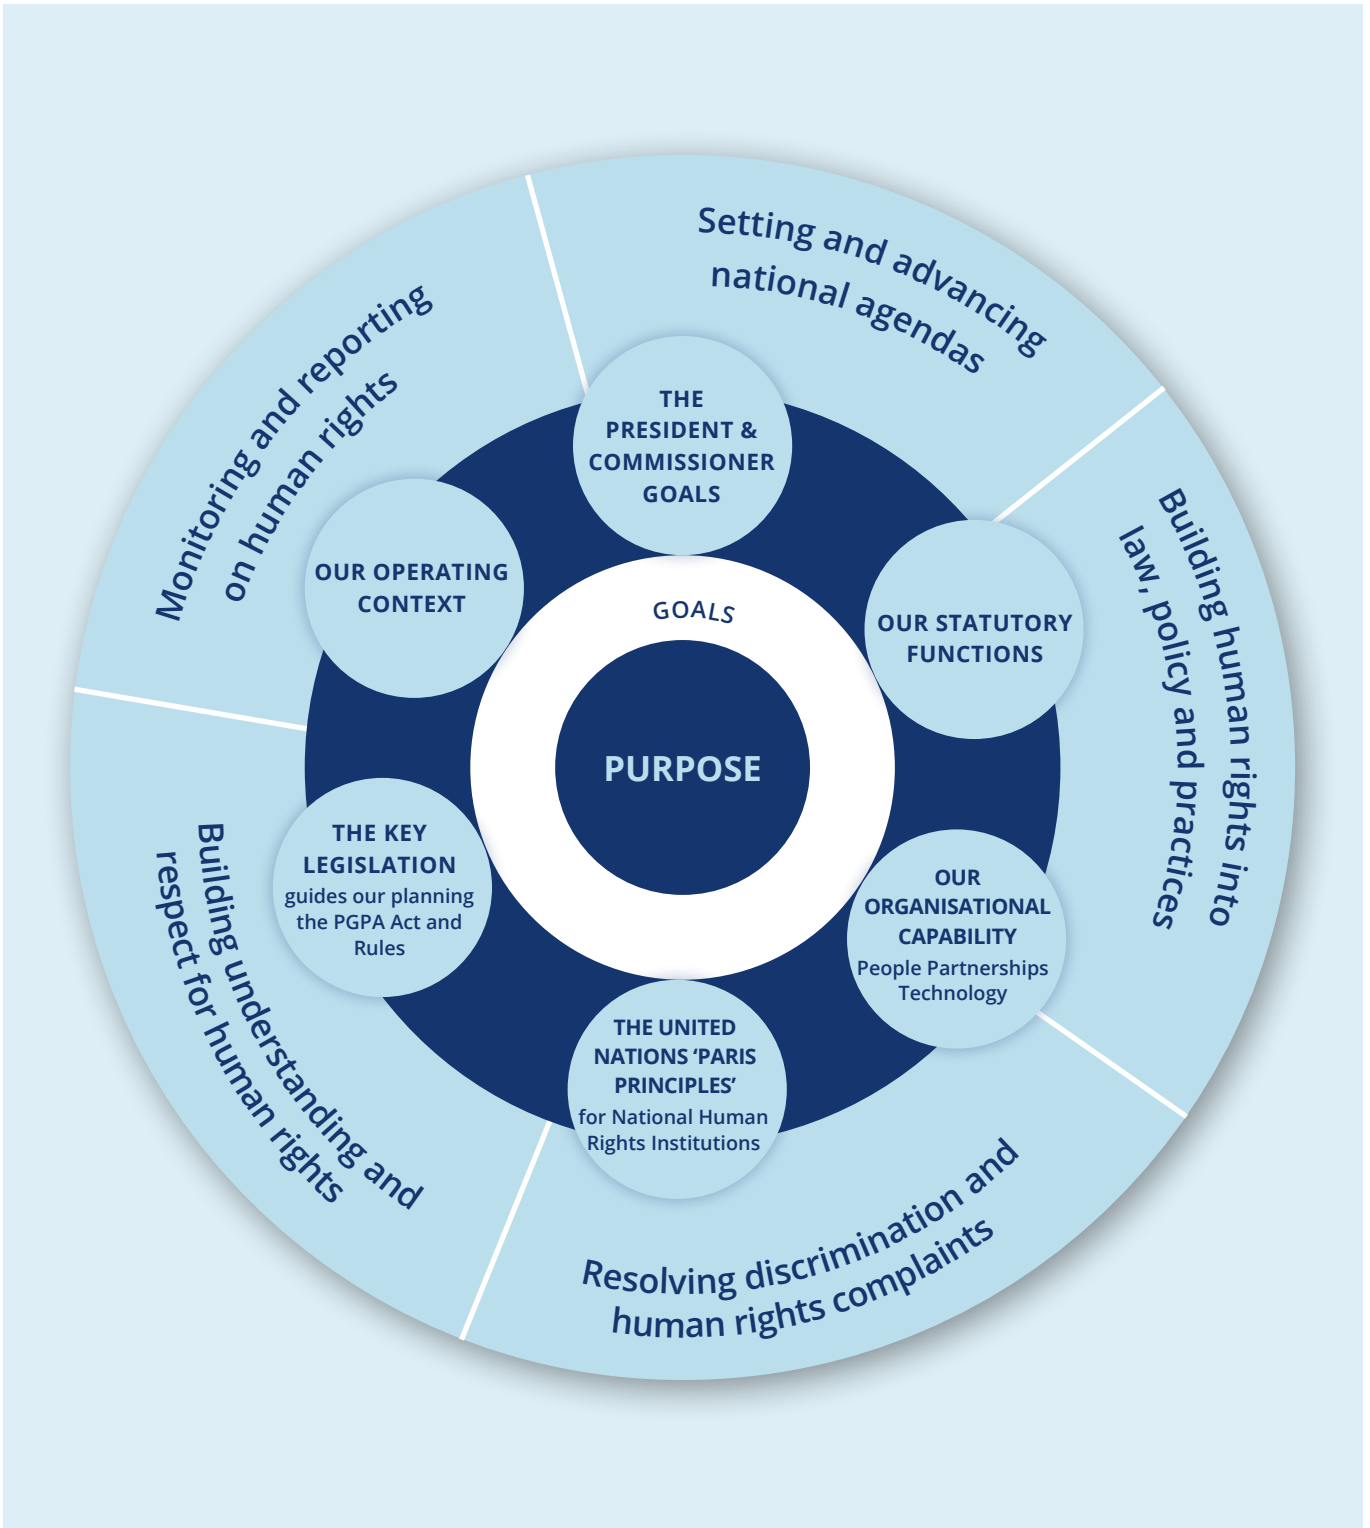 Setting and advancing
national agendas
Building human rights into
law, policy and practices
Resolving discrimination and
human rights complaints
Building understanding and
respect for human rights
Monitoring and reporting
on human rights
THE
PRESIDENT &
COMMISSIONER
GOALS
OUR STATUTORY
FUNCTIONS
OUR
ORGANISATIONAL
CAPABILITY
People Partnerships
Technology
THE UNITED
NATIONS ‘PARIS
PRINCIPLES’
for National Human
Rights Institutions
THE KEY
LEGISLATION
guides our planning
the PGPA Act and
Rules
OUR OPERATING
CONTEXT
GOALS
PURPOSE